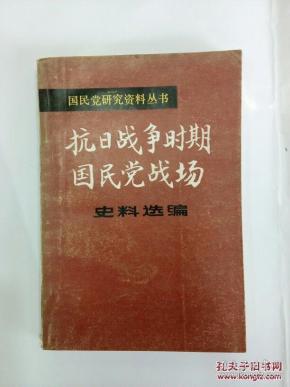 国民党研究资料丛书
抗日战争时期
国民党战场
史料选编
孔夫子旧书网